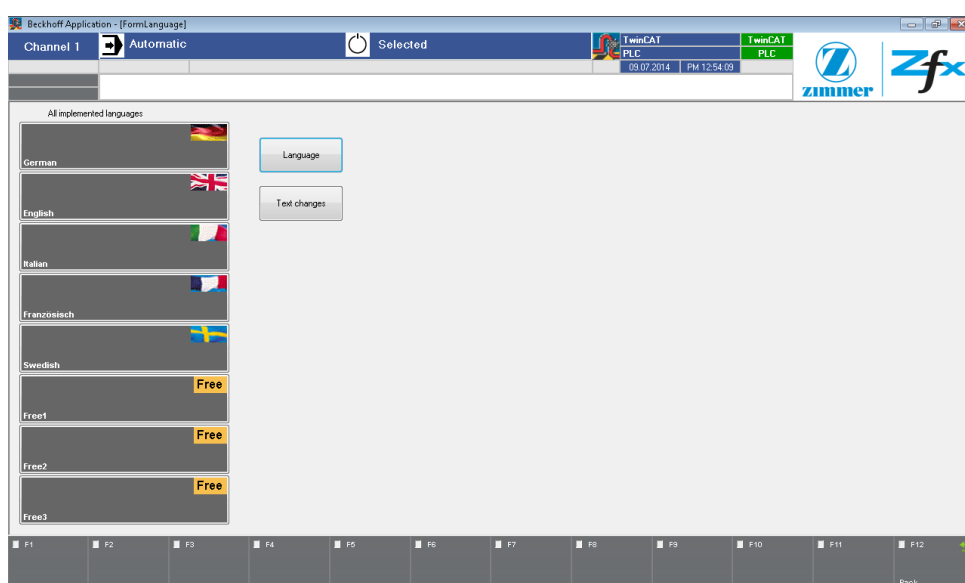 Beckhoff Application - [FormLanguage]
Channel 1
Automatic
Selected
TwinCAT
PLC
TwinCAT
PLC
09.07.2014
PM 12:54:09
zimmer
Zfx
All implemented languages
German
English
Italian
Französisch
Swedish
Free
Free1
Free
Free2
Free
Free3
Language
Text changes
F1
F2
F3
F4
F5
F6
F7
F8
F9
F10
F11
F12